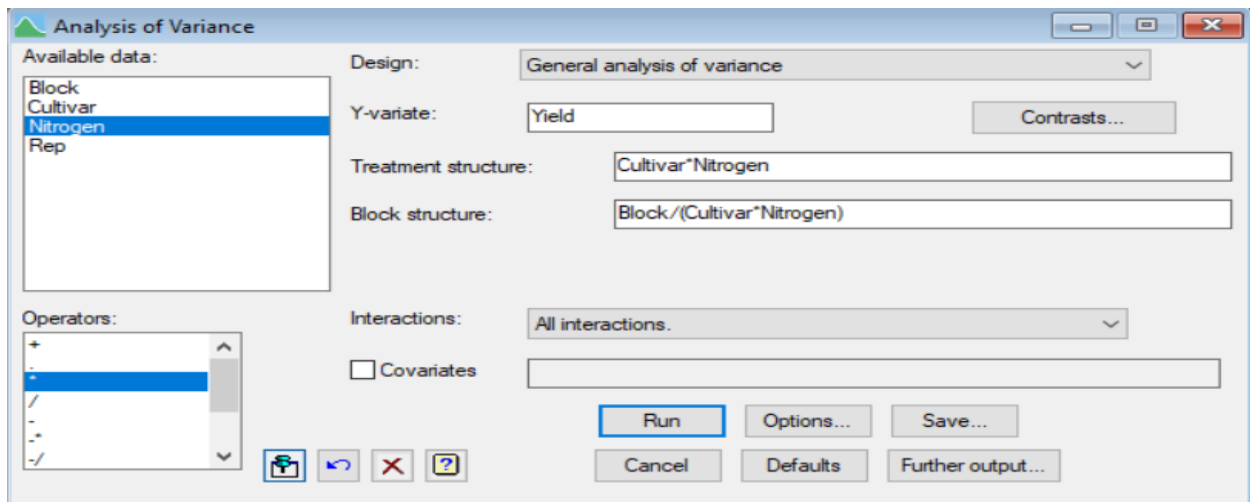 Analysis of Variance
Available data:
Block
Cultivar
Nitrogen
Rep
Design:
General analysis of variance
Y-variate:
Yield
Contrasts...
Treatment structure:
Cultivar*Nitrogen
Block structure:
Block/(Cultivar*Nitrogen)
Operators:
+
.
*
/
-
-*
-/
Interactions:
All interactions.
Covariates
Run
Options...
Save...
Cancel
Defaults
Further output...